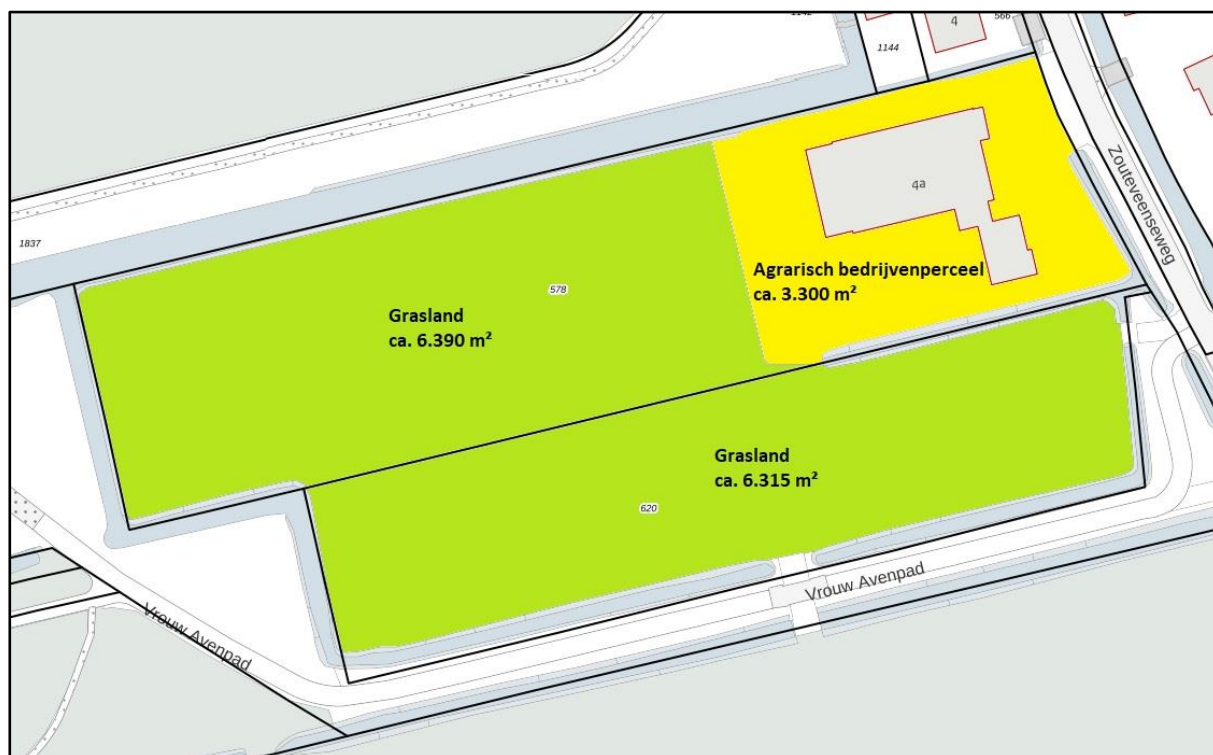 4
566
1144
Zouteveenseweg
4a
1837
Agrarisch bedrijvenperceel
ca. 3.300 m²
578
Grasland
ca. 6.390 m²
Grasland
ca. 6.315 m²
620
Vrouw Avenpad
Vrouw Avenpad